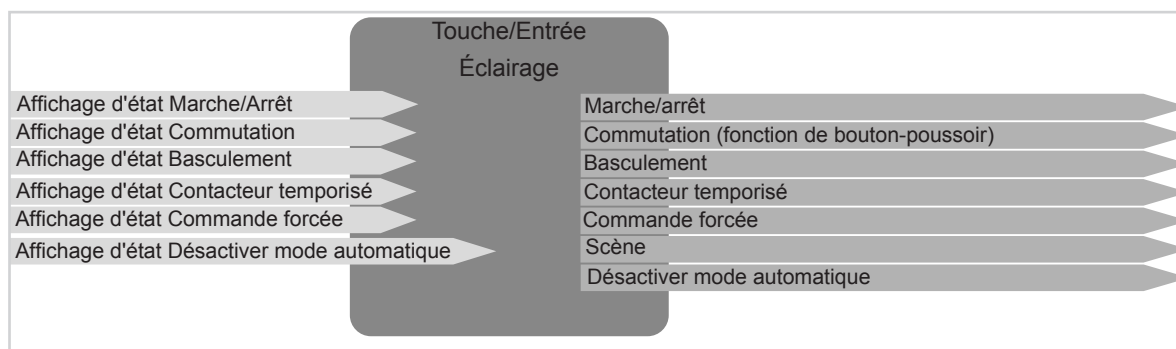 Touche/Entrée
Éclairage
Affichage d'état Marche/Arrêt
Affichage d'état Commutation
Affichage d'état Basculement
Affichage d'état Contacteur temporisé
Affichage d'état Commande forcée
Affichage d'état Désactiver mode automatique
Marche/arrêt
Commutation (fonction de bouton-poussoir)
Basculement
Contacteur temporisé
Commande forcée
Scène
Désactiver mode automatique